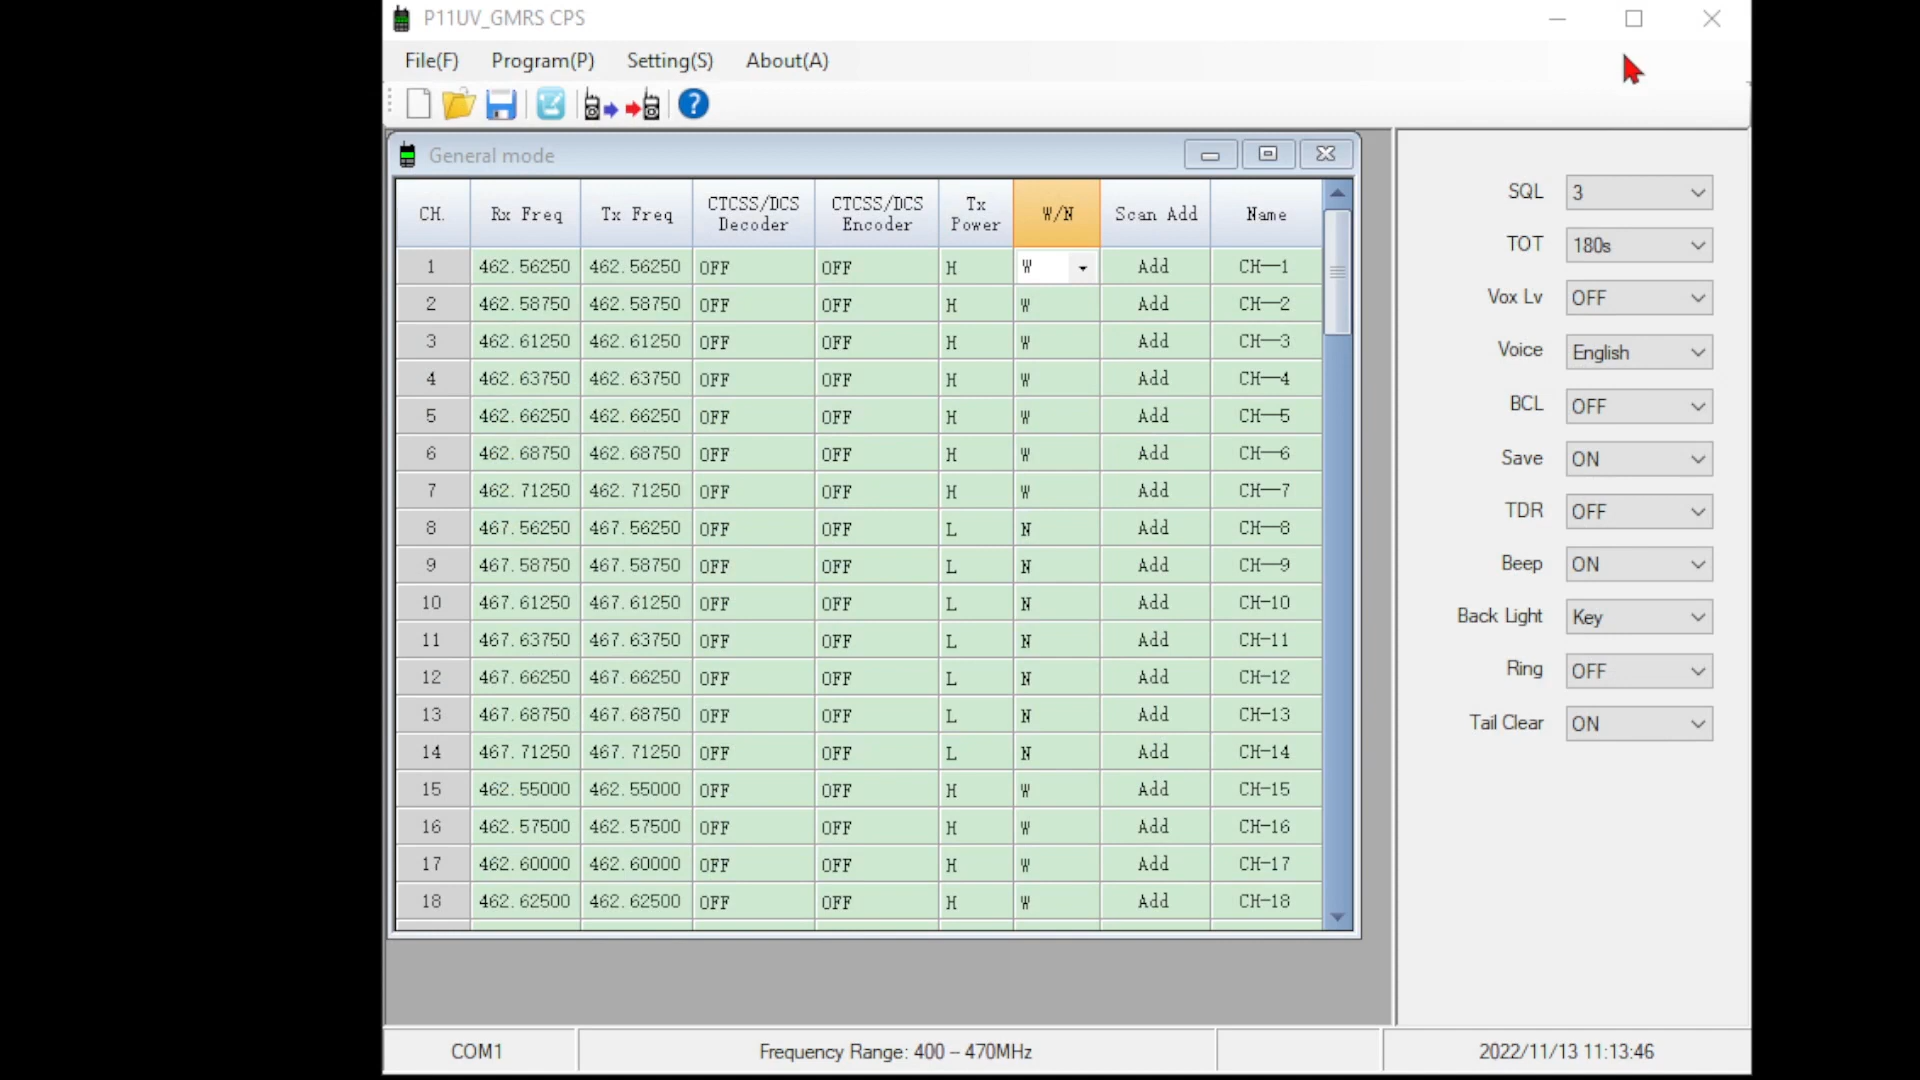 P11UV_GMRS CPS
File(F) Program(P) Setting(S) About(A)
General mode
CH. Rx Freq Tx Freq CTCSS/DCS Decoder CTCSS/DCS Encoder Tx Power W/N Scan Add Name
1 462.56250 462.56250 OFF OFF H W Add CH—1
2 462.58750 462.58750 OFF OFF H W Add CH—2
3 462.61250 462.61250 OFF OFF H W Add CH—3
4 462.63750 462.63750 OFF OFF H W Add CH—4
5 462.66250 462.66250 OFF OFF H W Add CH—5
6 462.68750 462.68750 OFF OFF H W Add CH—6
7 462.71250 462.71250 OFF OFF H W Add CH—7
8 467.56250 467.56250 OFF OFF L N Add CH—8
9 467.58750 467.58750 OFF OFF L N Add CH—9
10 467.61250 467.61250 OFF OFF L N Add CH-10
11 467.63750 467.63750 OFF OFF L N Add CH-11
12 467.66250 467.66250 OFF OFF L N Add CH-12
13 467.68750 467.68750 OFF OFF L N Add CH-13
14 467.71250 467.71250 OFF OFF L N Add CH-14
15 462.55000 462.55000 OFF OFF H W Add CH-15
16 462.57500 462.57500 OFF OFF H W Add CH-16
17 462.60000 462.60000 OFF OFF H W Add CH-17
18 462.62500 462.62500 OFF OFF H W Add CH-18
SQL 3
TOT 180s
Vox Lv OFF
Voice English
BCL OFF
Save ON
TDR OFF
Beep ON
Back Light Key
Ring OFF
Tail Clear ON
COM1 Frequency Range: 400 – 470MHz 2022/11/13 11:13:46